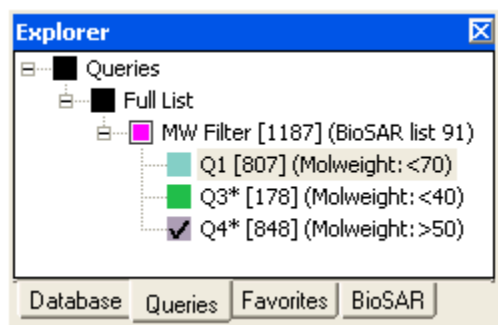 Explorer
Queries
Full List
MW Filter [1187] (BioSAR list 91)
Q1 [807] (Molweight:<70)
Q3* [178] (Molweight:<40)
Q4* [848] (Molweight:>50)
Database Queries Favorites BioSAR